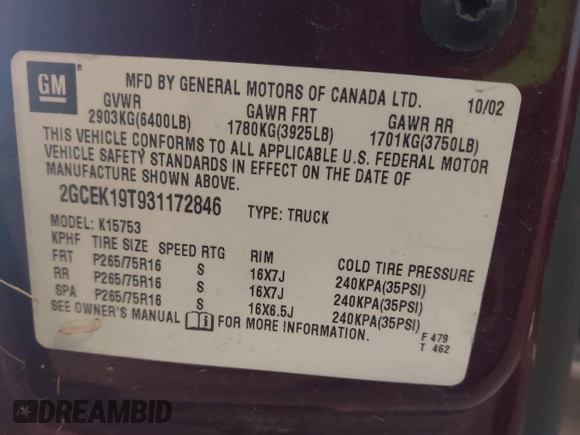 GM
MFD BY GENERAL MOTORS OF CANADA LTD. 10/02
GVWR GAWR FRT GAWR RR
2903KG(6400LB) 1780KG(3925LB) 1701KG(3750LB)
THIS VEHICLE CONFORMS TO ALL APPLICABLE U.S. FEDERAL MOTOR
VEHICLE SAFETY STANDARDS IN EFFECT ON THE DATE OF
MANUFACTURE SHOWN ABOVE.
2GCEK19T931172846 TYPE: TRUCK
MODEL: K15753
KPHF TIRE SIZE SPEED RTG RIM COLD TIRE PRESSURE
FRT P265/75R16 S 16X7J 240KPA(35PSI)
RR P265/75R16 S 16X7J 240KPA(35PSI)
SPA P265/75R16 S 16X6.5J 240KPA(35PSI)
SEE OWNER'S MANUAL FOR MORE INFORMATION.
F 479
T 462
DREAMBID